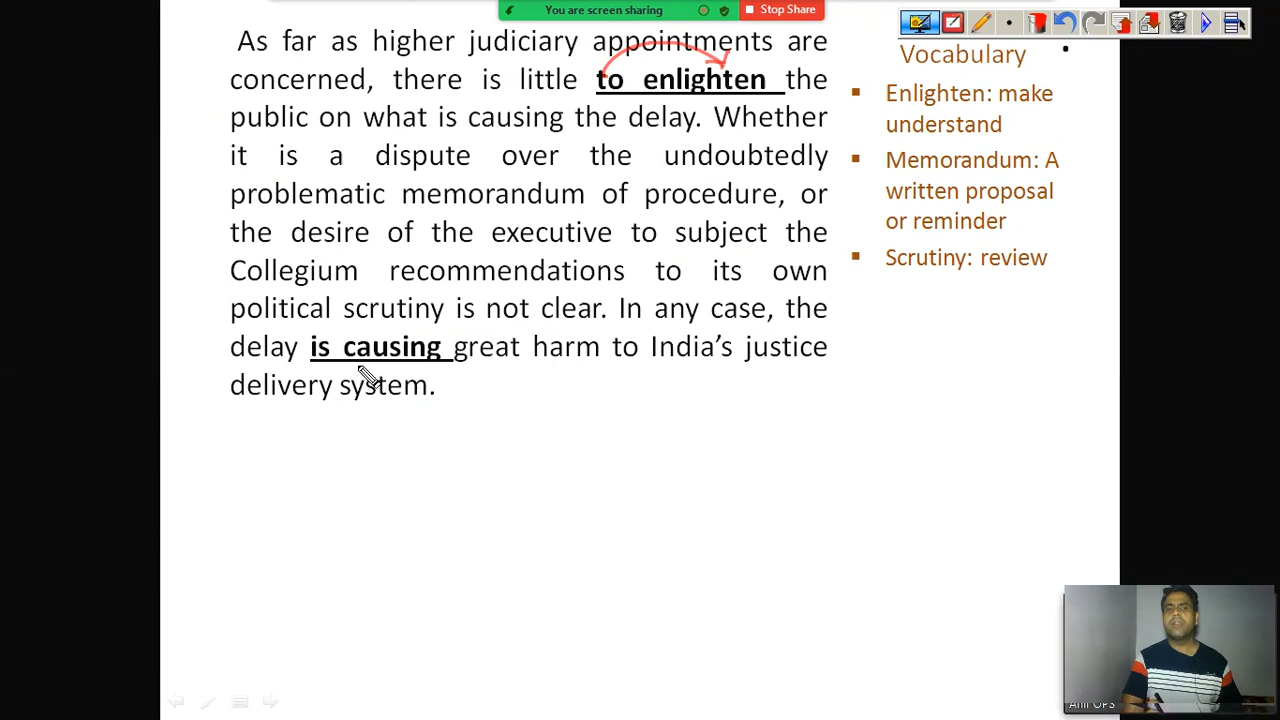 You are screen sharing
Stop Share
As far as higher judiciary appointments are
concerned, there is little to enlighten the
public on what is causing the delay. Whether
it is a dispute over the undoubtedly
problematic memorandum of procedure, or
the desire of the executive to subject the
Collegium recommendations to its own
political scrutiny is not clear. In any case, the
delay is causing great harm to India’s justice
delivery system.
Vocabulary
▪ Enlighten: make
understand
▪ Memorandum: A
written proposal
or reminder
▪ Scrutiny: review